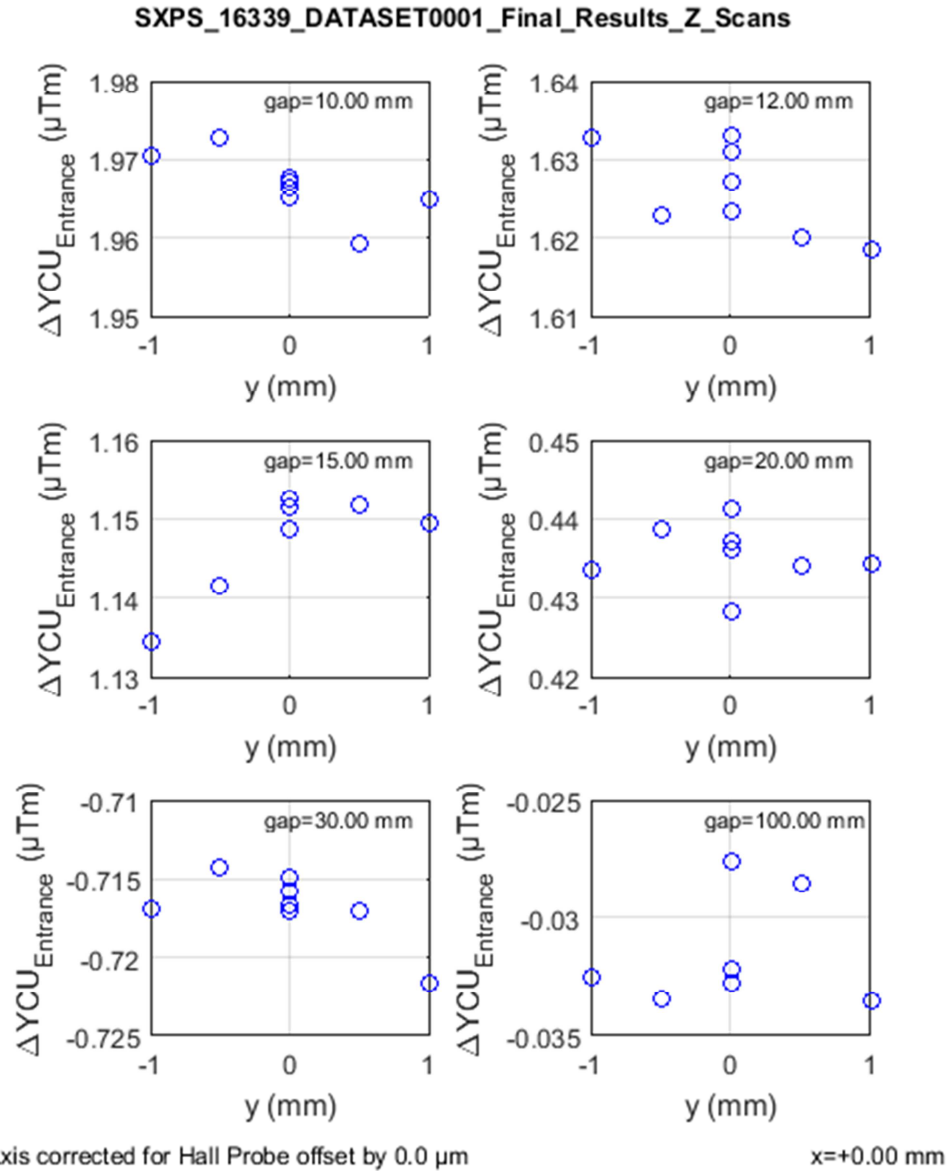 SXPS_16339_DATASET0001_Final_Results_Z_Scans
gap=10.00 mm
1.98
1.97
1.96
1.95
-1 0 1
ΔYCU_Entrance (μTm)
y (mm)
gap=12.00 mm
1.64
1.63
1.62
1.61
-1 0 1
ΔYCU_Entrance (μTm)
y (mm)
gap=15.00 mm
1.16
1.15
1.14
1.13
-1 0 1
ΔYCU_Entrance (μTm)
y (mm)
gap=20.00 mm
0.45
0.44
0.43
0.42
-1 0 1
ΔYCU_Entrance (μTm)
y (mm)
gap=30.00 mm
-0.71
-0.715
-0.72
-0.725
-1 0 1
ΔYCU_Entrance (μTm)
y (mm)
gap=100.00 mm
-0.025
-0.03
-0.035
-1 0 1
ΔYCU_Entrance (μTm)
y (mm)
xis corrected for Hall Probe offset by 0.0 μm
x=+0.00 mm